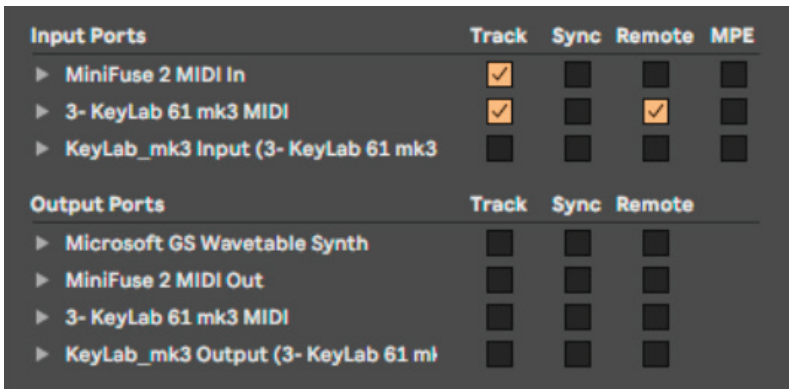 Input Ports Track Sync Remote MPE
MiniFuse 2 MIDI In
3- KeyLab 61 mk3 MIDI
KeyLab_mk3 Input (3- KeyLab 61 mk3
Output Ports Track Sync Remote
Microsoft GS Wavetable Synth
MiniFuse 2 MIDI Out
3- KeyLab 61 mk3 MIDI
KeyLab_mk3 Output (3- KeyLab 61 mk